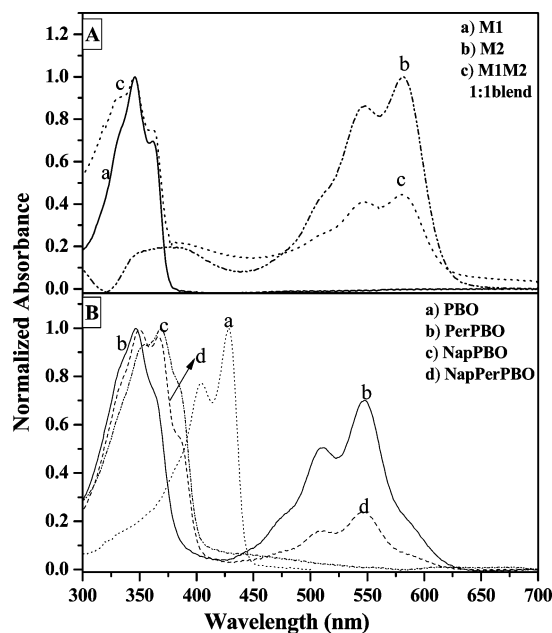 A
a) M1
b) M2
c) M1M2
1:1blend
a
c
b
c
1.0
0.8
0.6
0.4
0.2
0.0
Normalized Absorbance
B
a) PBO
b) PerPBO
c) NapPBO
d) NapPerPBO
b
c
d
a
b
d
1.0
0.8
0.6
0.4
0.2
0.0
300 350 400 450 500 550 600 650 700
Wavelength (nm)